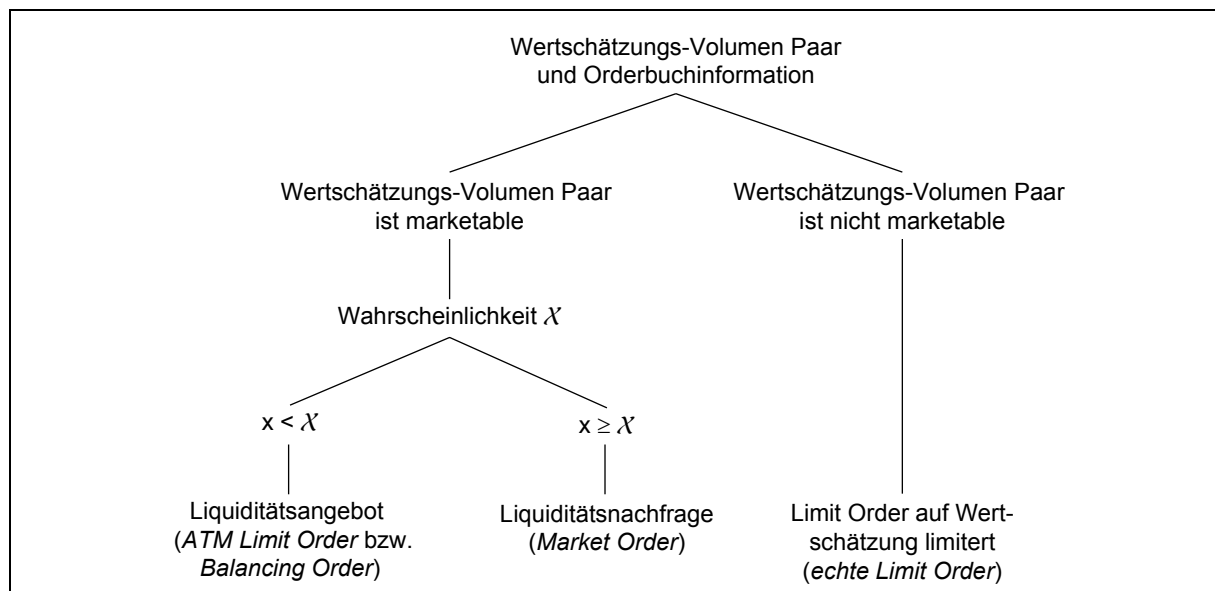 Wertschätzungs-Volumen Paar
und Orderbuchinformation
Wertschätzungs-Volumen Paar
ist marketable
Wertschätzungs-Volumen Paar
ist nicht marketable
Wahrscheinlichkeit χ
x < χ
x ≥ χ
Liquiditätsangebot
(ATM Limit Order bzw.
Balancing Order)
Liquiditätsnachfrage
(Market Order)
Limit Order auf Wert-
schätzung limitert
(echte Limit Order)